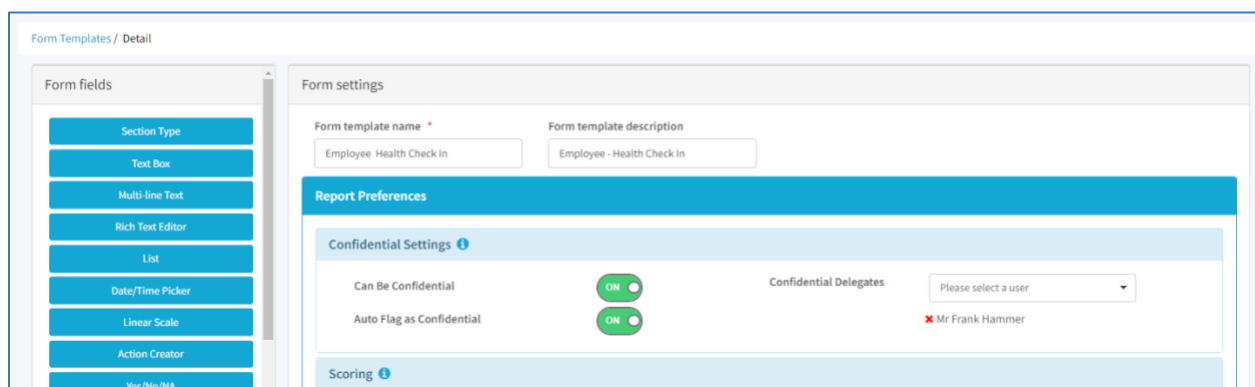 Form Templates / Detail
Form fields
Section Type
Text Box
Multi-line Text
Rich Text Editor
List
Date/Time Picker
Linear Scale
Action Creator
Yes/No/NA
Form settings
Form template name * Form template description
Employee Health Check In Employee - Health Check In
Report Preferences
Confidential Settings
Can Be Confidential ON Confidential Delegates Please select a user
Auto Flag as Confidential ON Mr Frank Hammer
Scoring